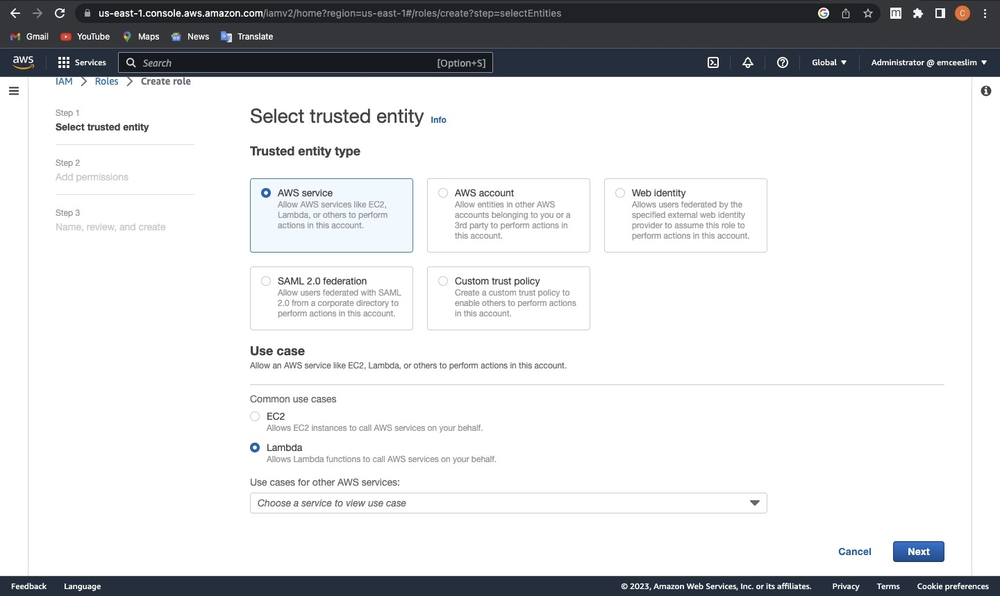 us-east-1.console.aws.amazon.com/iamv2/home?region=us-east-1#/roles/create?step=selectEntities
G
m
C
Gmail
YouTube
Maps
News
Translate
aws
Services
Search
[Option+S]
Global
Administrator @ emceeslim
IAM > Roles > Create role
Step 1
Select trusted entity
Step 2
Add permissions
Step 3
Name, review, and create
Select trusted entity Info
Trusted entity type
AWS service
Allow AWS services like EC2,
Lambda, or others to perform
actions in this account.
AWS account
Allow entities in other AWS
accounts belonging to you or a
3rd party to perform actions in
this account.
Web identity
Allows users federated by the
specified external web identity
provider to assume this role to
perform actions in this account.
SAML 2.0 federation
Allow users federated with SAML
2.0 from a corporate directory to
perform actions in this account.
Custom trust policy
Create a custom trust policy to
enable others to perform actions
in this account.
Use case
Allow an AWS service like EC2, Lambda, or others to perform actions in this account.
Common use cases
EC2
Allows EC2 instances to call AWS services on your behalf.
Lambda
Allows Lambda functions to call AWS services on your behalf.
Use cases for other AWS services:
Choose a service to view use case
Cancel
Next
Feedback
Language
© 2023, Amazon Web Services, Inc. or its affiliates.
Privacy
Terms
Cookie preferences